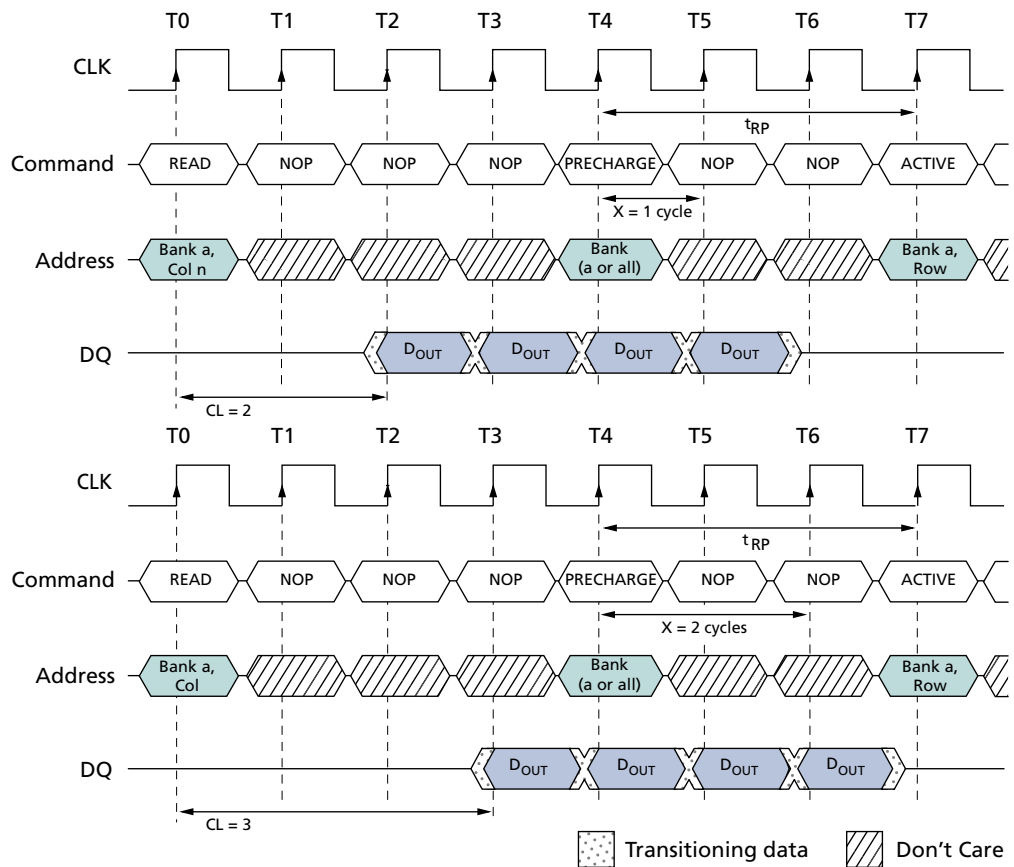 T0 T1 T2 T3 T4 T5 T6 T7
CLK
tRP
Command READ NOP NOP NOP PRECHARGE NOP NOP ACTIVE
X = 1 cycle
Address Bank a, Col n Bank (a or all) Bank a, Row
DQ DOUT DOUT DOUT DOUT
CL = 2
T0 T1 T2 T3 T4 T5 T6 T7
CLK
tRP
Command READ NOP NOP NOP PRECHARGE NOP NOP ACTIVE
X = 2 cycles
Address Bank a, Col Bank (a or all) Bank a, Row
DQ DOUT DOUT DOUT DOUT
CL = 3
Transitioning data Don't Care